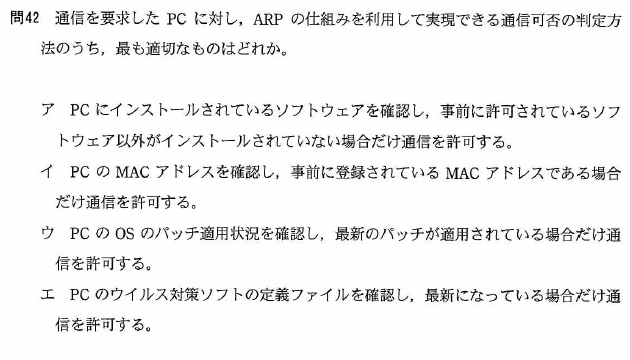 問42 通信を要求した PC に対し，ARP の仕組みを利用して実現できる通信可否の判定方
法のうち，最も適切なものはどれか。
ア PC にインストールされているソフトウェアを確認し，事前に許可されているソフ
トウェア以外がインストールされていない場合だけ通信を許可する。
イ PC の MAC アドレスを確認し，事前に登録されている MAC アドレスである場合
だけ通信を許可する。
ウ PC の OS のパッチ適用状況を確認し，最新のパッチが適用されている場合だけ通
信を許可する。
エ PC のウイルス対策ソフトの定義ファイルを確認し，最新になっている場合だけ通
信を許可する。